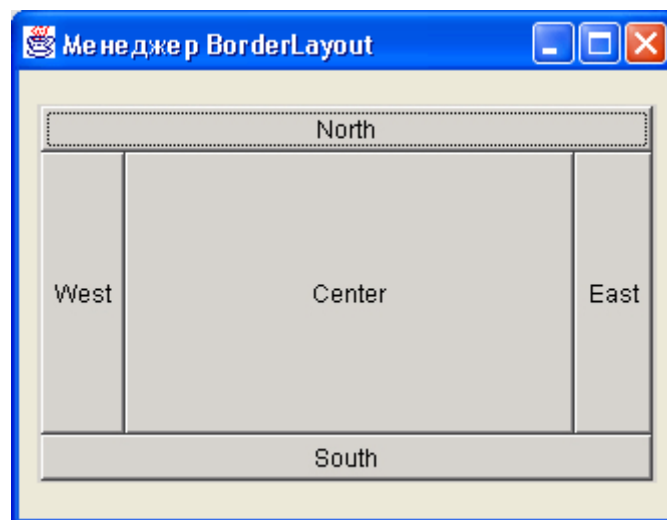 Менеджер BorderLayout
North
West Center East
South